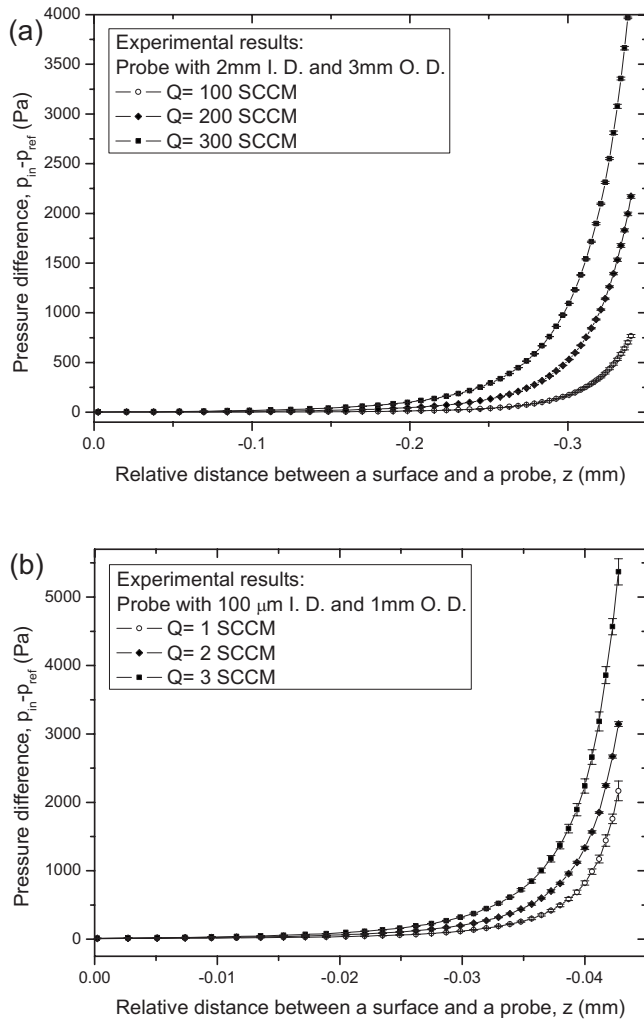 (a)
Experimental results:
Probe with 2mm I. D. and 3mm O. D.
Q= 100 SCCM
Q= 200 SCCM
Q= 300 SCCM
Pressure difference, p_in-p_ref (Pa)
4000
3500
3000
2500
2000
1500
1000
500
0
0.0 -0.1 -0.2 -0.3
Relative distance between a surface and a probe, z (mm)
(b)
Experimental results:
Probe with 100 μm I. D. and 1mm O. D.
Q= 1 SCCM
Q= 2 SCCM
Q= 3 SCCM
Pressure difference, p_in-p_ref (Pa)
5000
4000
3000
2000
1000
0
0.00 -0.01 -0.02 -0.03 -0.04
Relative distance between a surface and a probe, z (mm)